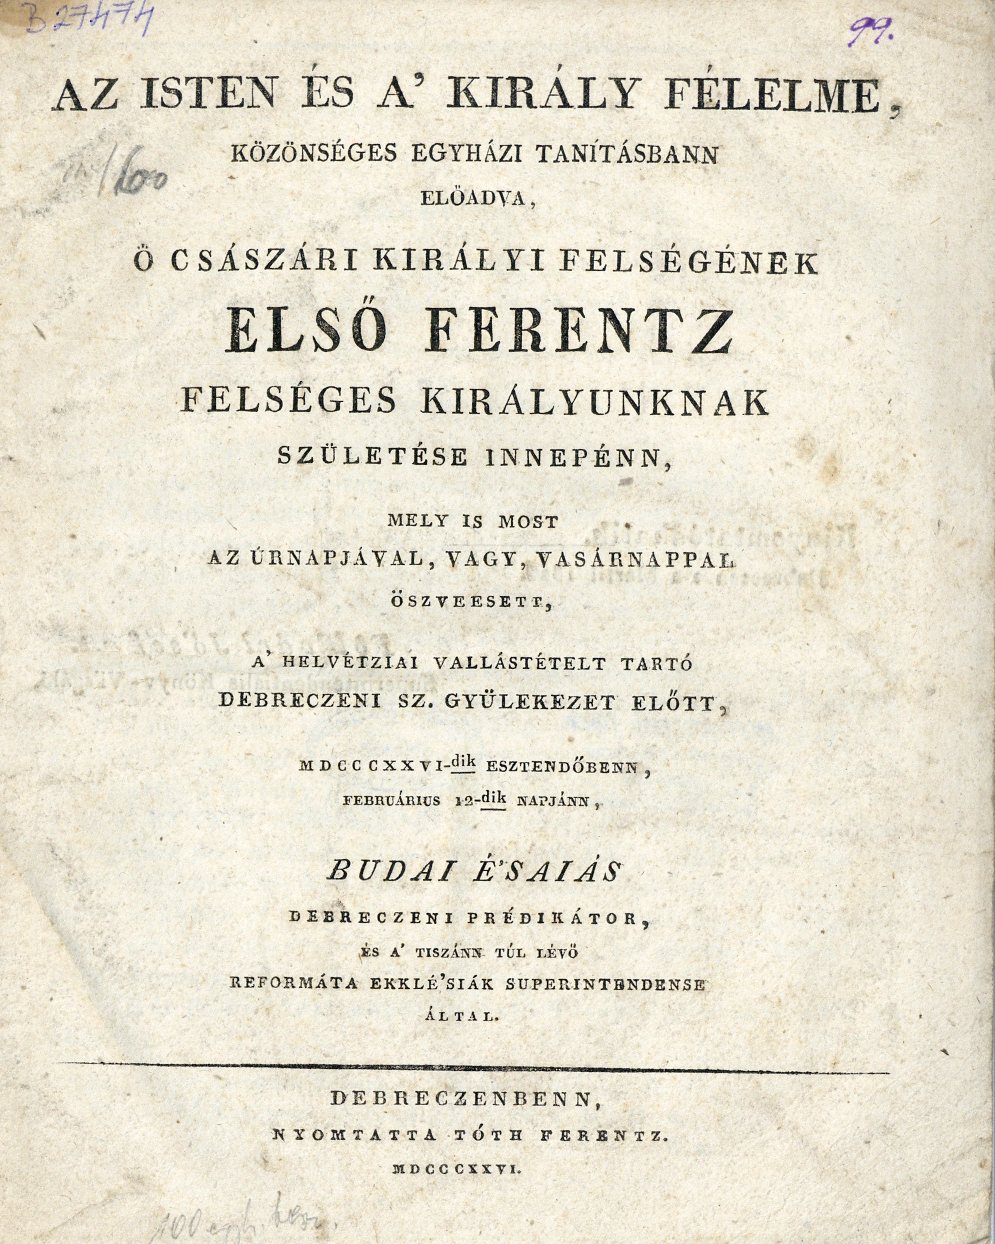 B 27474
99.
AZ ISTEN ÉS A' KIRÁLY FÉLELME,
KÖZÖNSÉGES EGYHÁZI TANÍTÁSBANN
ELŐADVA,
Ö CSÁSZÁRI KIRÁLYI FELSÉGÉNEK
ELSŐ FERENTZ
FELSÉGES KIRÁLYUNKNAK
SZÜLETÉSE INNEPÉNN,
MELY IS MOST
AZ ÚRNAPJÁVAL, VAGY, VASÁRNAPPAL
ÖSZVEESETT,
A' HELVÉTZIAI VALLÁSTÉTELT TARTÓ
DEBRECZENI SZ. GYÜLEKEZET ELŐTT,
MDCCCXXVI-dik ESZTENDŐBENN,
FEBRUÁRIUS 12-dik NAPJÁNN,
BUDAI É'SAIÁS
DEBRECZENI PRÉDIKÁTOR,
ÉS A' TISZÁNN TÚL LÉVŐ
REFORMÁTA EKKLÉ'SIÁK SUPERINTENDENSE
ÁLTAL.
DEBRECZENBENN,
NYOMTATTA TÓTH FERENTZ.
MDCCCXXVI.